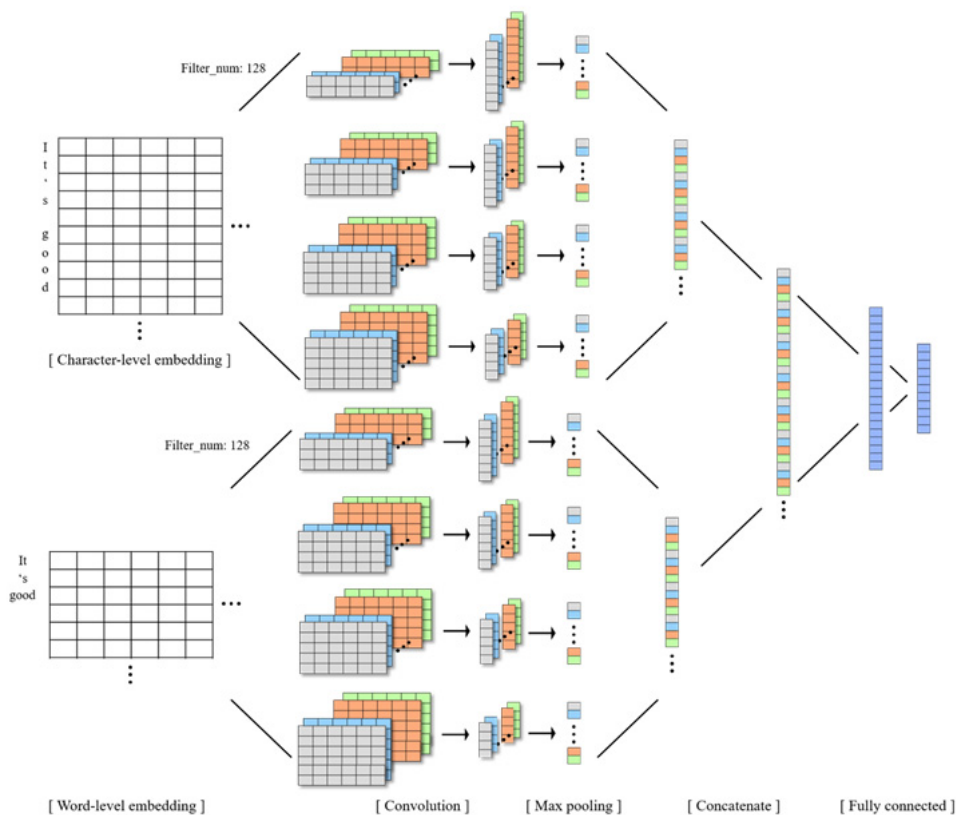 Filter_num: 128
I
t
‘
s
g
o
o
d
[ Character-level embedding ]
Filter_num: 128
It
‘s
good
[ Word-level embedding ]
[ Convolution ]
[ Max pooling ]
[ Concatenate ]
[ Fully connected ]